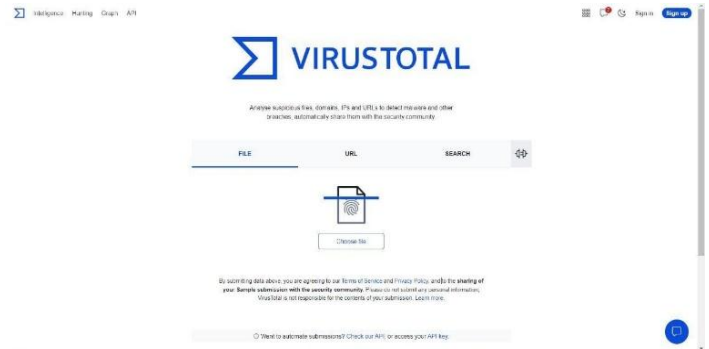 Intelligence Hunting Graph API
Sign in Sign up
VIRUSTOTAL
Analyse suspicious files, domains, IPs and URLs to detect malware and other
breaches, automatically share them with the security community.
FILE URL SEARCH
Choose file
By submitting data above, you are agreeing to our Terms of Service and Privacy Policy, and to the sharing of
your Sample submission with the security community. Please do not submit any personal information;
VirusTotal is not responsible for the contents of your submission. Learn more.
Want to automate submissions? Check our API, or access your API key.